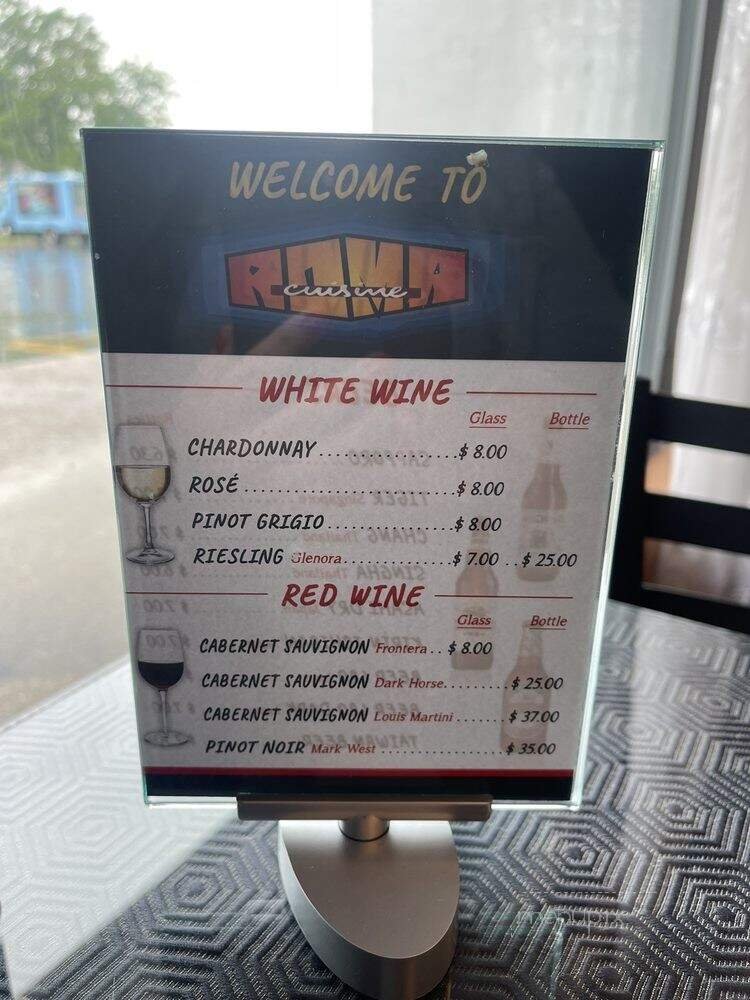 WELCOME TO
ROMA
cuisine
WHITE WINE
Glass Bottle
CHARDONNAY....................$ 8.00
ROSÉ..............................$ 8.00
PINOT GRIGIO..................$ 8.00
RIESLING Glenora................$ 7.00 ..$ 25.00
RED WINE
Glass Bottle
CABERNET SAUVIGNON Frontera..$ 8.00
CABERNET SAUVIGNON Dark Horse.........$ 25.00
CABERNET SAUVIGNON Louis Martini.......$ 37.00
PINOT NOIR Mark West..................$ 35.00